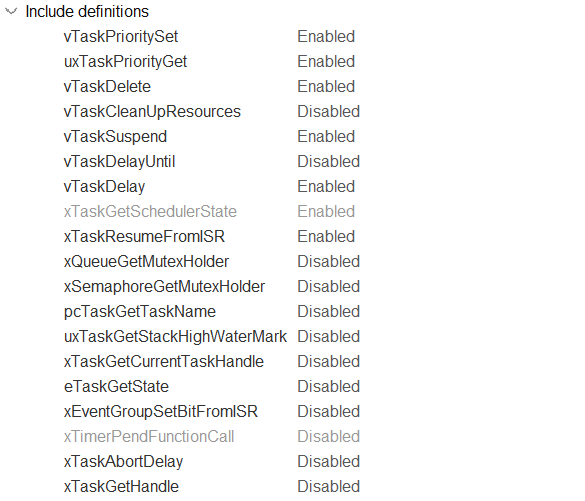 Include definitions
vTaskPrioritySet Enabled
uxTaskPriorityGet Enabled
vTaskDelete Enabled
vTaskCleanUpResources Disabled
vTaskSuspend Enabled
vTaskDelayUntil Disabled
vTaskDelay Enabled
xTaskGetSchedulerState Enabled
xTaskResumeFromISR Enabled
xQueueGetMutexHolder Disabled
xSemaphoreGetMutexHolder Disabled
pcTaskGetTaskName Disabled
uxTaskGetStackHighWaterMark Disabled
xTaskGetCurrentTaskHandle Disabled
eTaskGetState Disabled
xEventGroupSetBitFromISR Disabled
xTimerPendFunctionCall Disabled
xTaskAbortDelay Disabled
xTaskGetHandle Disabled